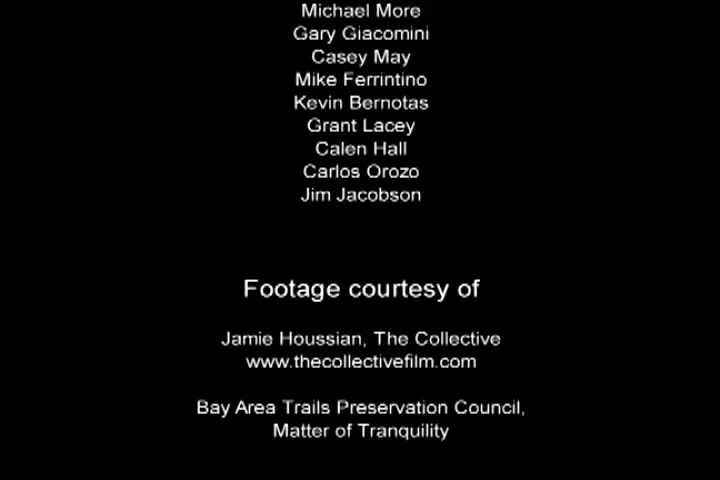 Michael More
Gary Giacomini
Casey May
Mike Ferrintino
Kevin Bernotas
Grant Lacey
Calen Hall
Carlos Orozo
Jim Jacobson
Footage courtesy of
Jamie Houssian, The Collective
www.thecollectivefilm.com
Bay Area Trails Preservation Council,
Matter of Tranquility